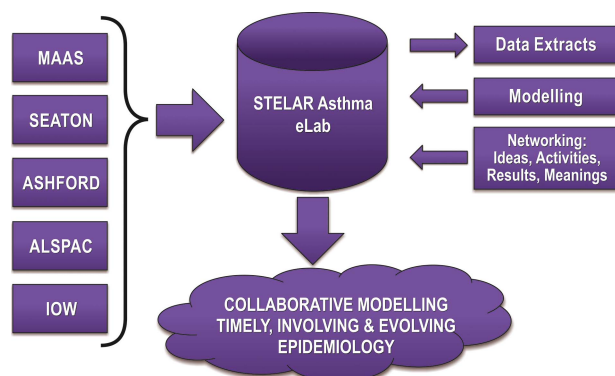 MAAS
SEATON
ASHFORD
ALSPAC
IOW
STELAR Asthma
eLab
Data Extracts
Modelling
Networking:
Ideas, Activities,
Results, Meanings
COLLABORATIVE MODELLING
TIMELY, INVOLVING & EVOLVING
EPIDEMIOLOGY